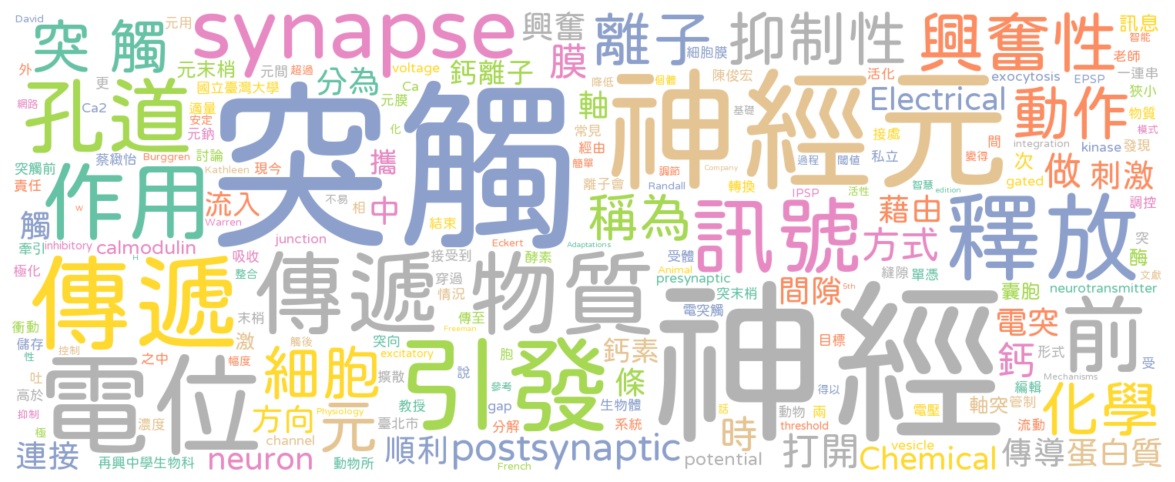 David
突觸
synapse
興奮
離子
抑制性
興奮性
訊息
智能
元用
外
更
元末梢
元間
超過
分為
voltage
鈣離子
膜
細胞膜
降低
個體
陳俊宏
活化
exocytosis
EPSP
老師
一連串
狹小
網路
Ca2
孔道
國立臺灣大學
適量
安定
元膜
Ca
化
突觸
神經元
軸
常見
基礎
Electrical
動作
物質
模式
突觸前
蔡緻怡
Burggren
元鈉
討論
Kathleen
現今
攜
經由
簡單
間
過程
閾值
接處
私立
變得
integration
kinase
發現
責任
作用
流入
中
不易
相
結束
離子會
調節
Randall
Company
轉換
IPSP
活性
智慧
edition
次
gated
做
刺激
調控
w
觸
Warren
稱為
訊號
藉由
方式
釋放
突
牽引
inhibitory
calmodulin
H
junction
吸收
Eckert
接受到
Adaptations
受體
縫隙
單憑
酶
文獻
極化
傳遞
整合
穿過
情況
酵素
傳遞物質
Animal
presynaptic
間隙
5th
囊胞
neurotransmitter
衝動
末梢
激
傳至
突末梢
電突觸
神經
電突
前
儲存
性
之中
控制
觸後
Freeman
幅度
突向
excitatory
引發
鈣素
目標
鈣
形式
受
吐
電位
細胞
擴散
胞
說
參考
條
編輯
Mechanisms
高於
抑制
方向
元
Physiology
教授
gap
分解
生物體
系統
時
話
動物
兩
得以
電壓
軸突
管制
流動
化學
極
濃度
臺北市
threshold
連接
再興中學生物科
neuron
channel
動物所
順利
postsynaptic
French
potential
打開
vesicle
Chemical
傳導
蛋白質